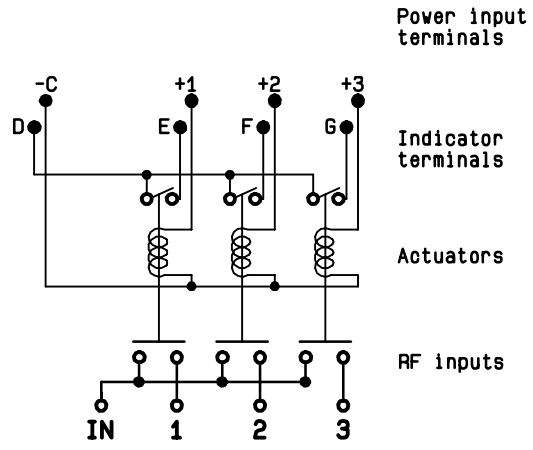 Power input
terminals
-C +1 +2 +3
D E F G
Indicator
terminals
Actuators
RF inputs
IN 1 2 3